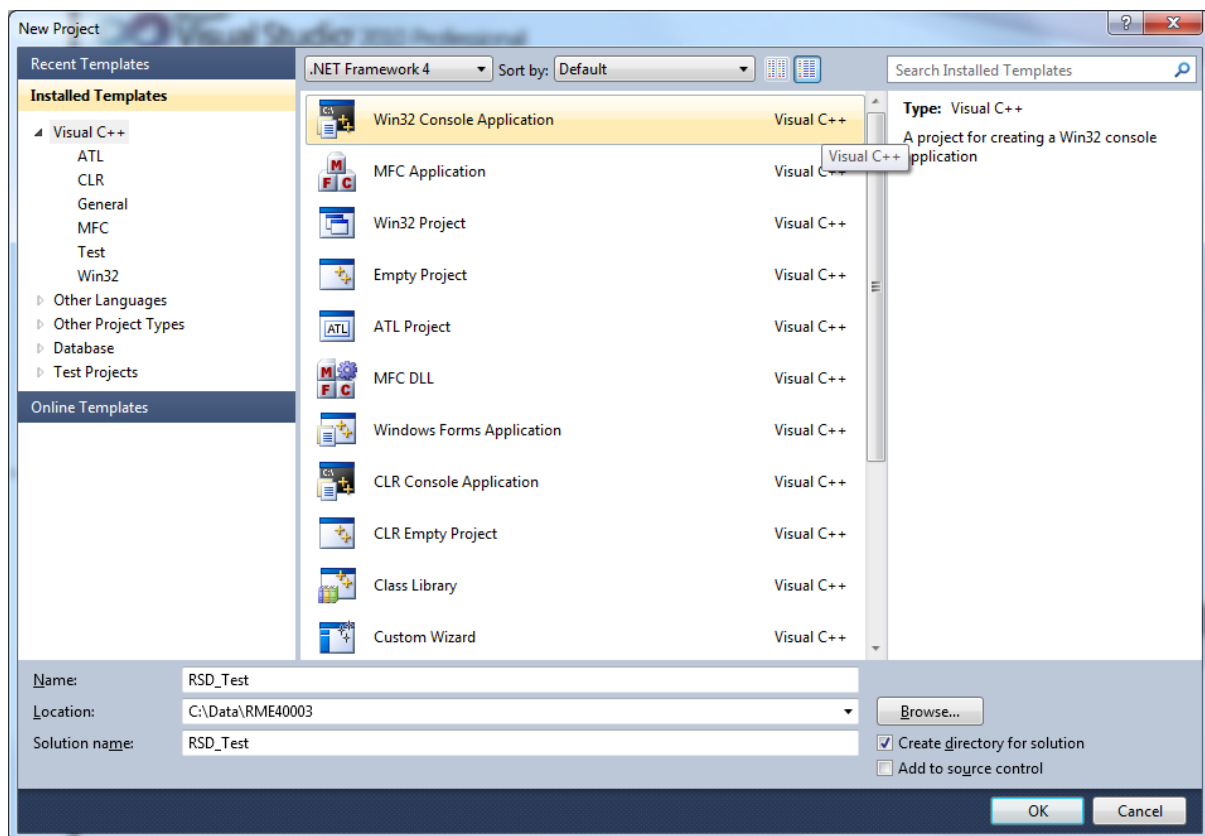 New Project
Visual Studio 2010 Professional
Recent Templates
.NET Framework 4 Sort by: Default
Search Installed Templates
Installed Templates
Visual C++
ATL
CLR
General
MFC
Test
Win32
Other Languages
Other Project Types
Database
Test Projects
Online Templates
C:\
Win32 Console Application Visual C++
M
F C
MFC Application Visual C++
Win32 Project Visual C++
Empty Project Visual C++
ATL
ATL Project Visual C++
M
F C
MFC DLL Visual C++
Windows Forms Application Visual C++
C:\
CLR Console Application Visual C++
CLR Empty Project Visual C++
Class Library Visual C++
Custom Wizard Visual C++
Type: Visual C++
A project for creating a Win32 console
application
Visual C++
Name: RSD_Test
Location: C:\Data\RME40003
Browse...
Solution name: RSD_Test
Create directory for solution
Add to source control
OK Cancel